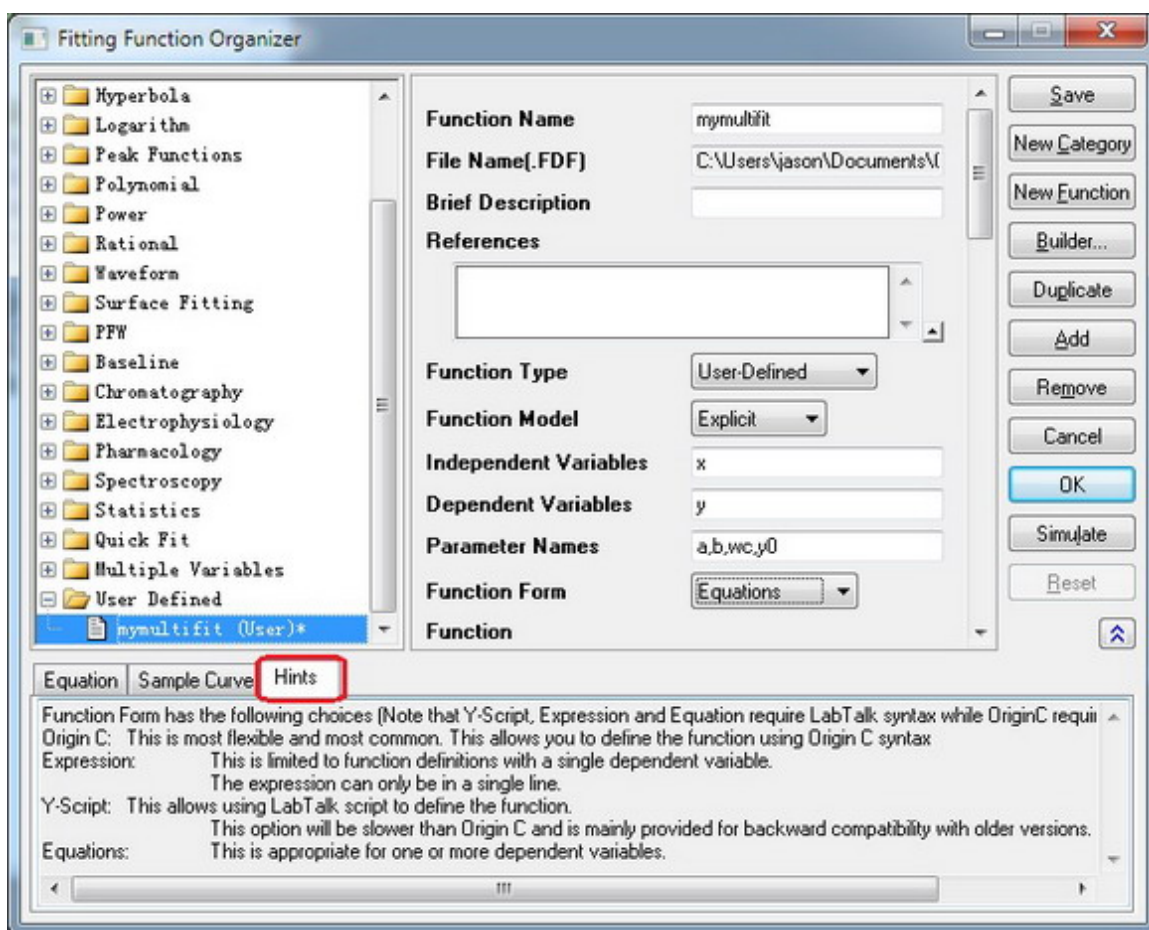 Fitting Function Organizer
Hyperbola
Logarithm
Peak Functions
Polynomial
Power
Rational
Waveform
Surface Fitting
PFW
Baseline
Chromatography
Electrophysiology
Pharmacology
Spectroscopy
Statistics
Quick Fit
Multiple Variables
User Defined
mymultifit (User)*
Function Name mymultifit
File Name(.FDF) C:\Users\jason\Documents\(
Brief Description
References
Function Type User-Defined
Function Model Explicit
Independent Variables x
Dependent Variables y
Parameter Names a,b,wc,y0
Function Form Equations
Function
Save
New Category
New Function
Builder...
Duplicate
Add
Remove
Cancel
OK
Simulate
Reset
Equation Sample Curve Hints
Function Form has the following choices (Note that Y-Script, Expression and Equation require LabTalk syntax while OriginC requi
Origin C: This is most flexible and most common. This allows you to define the function using Origin C syntax
Expression: This is limited to function definitions with a single dependent variable.
The expression can only be in a single line.
Y-Script: This allows using LabTalk script to define the function.
This option will be slower than Origin C and is mainly provided for backward compatibility with older versions.
Equations: This is appropriate for one or more dependent variables.